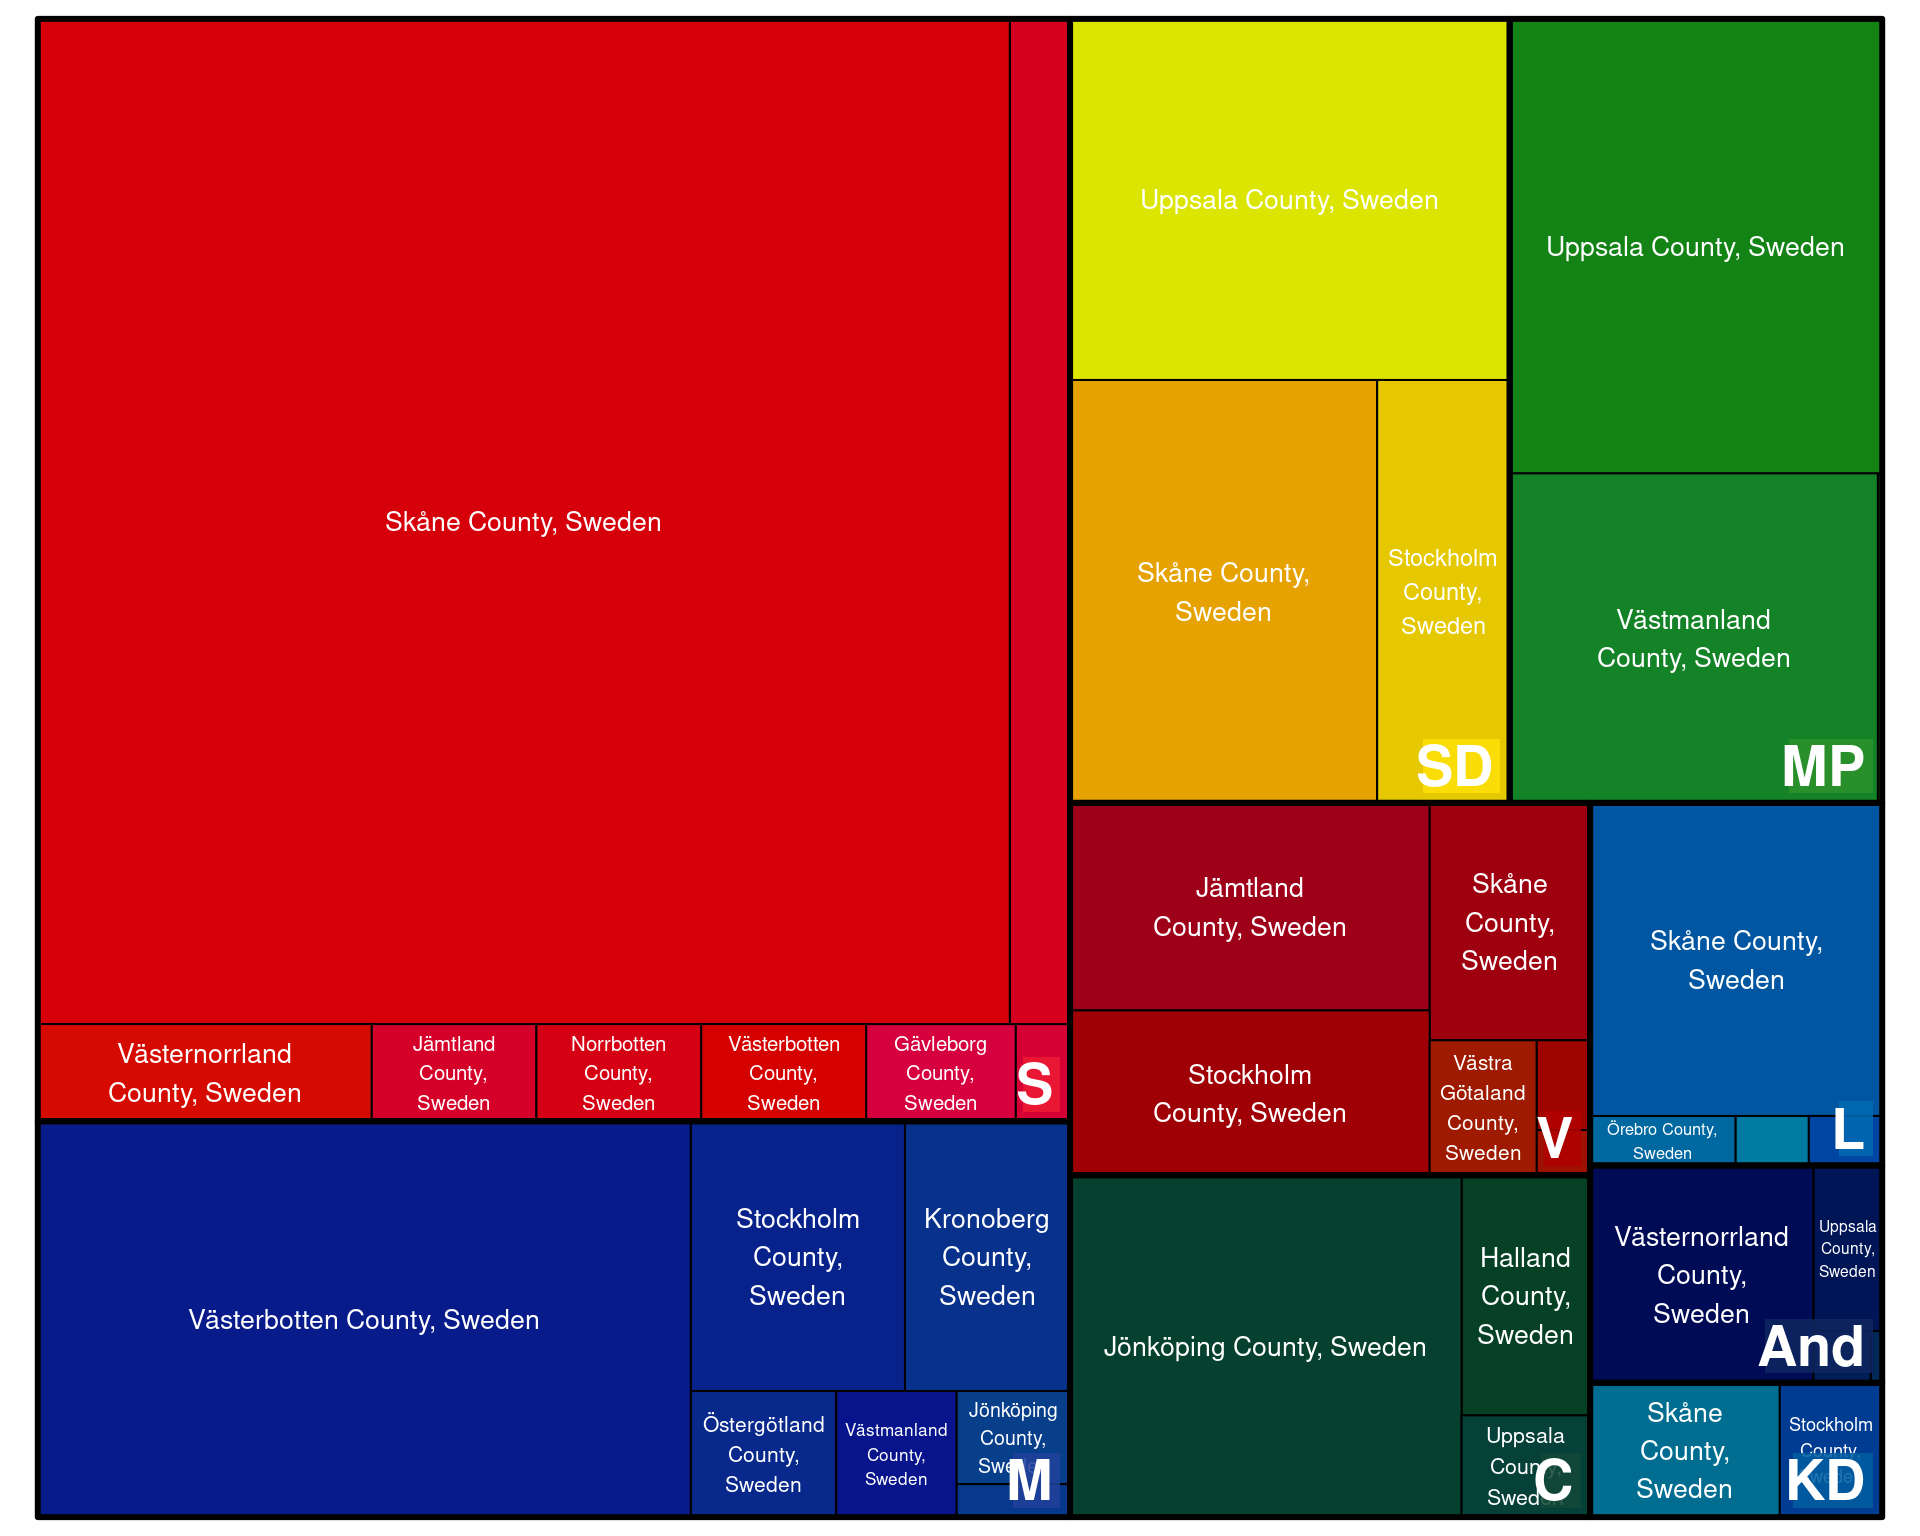 Skåne County, Sweden
Västernorrland
County, Sweden
Jämtland
County,
Sweden
Norrbotten
County,
Sweden
Västerbotten
County,
Sweden
Gävleborg
County,
Sweden
S
Västerbotten County, Sweden
Stockholm
County,
Sweden
Kronoberg
County,
Sweden
Östergötland
County,
Sweden
Västmanland
County,
Sweden
Jönköping
County,
Sweden
M
Uppsala County, Sweden
Skåne County,
Sweden
Stockholm
County,
Sweden
SD
Uppsala County, Sweden
Västmanland
County, Sweden
MP
Jämtland
County, Sweden
Stockholm
County, Sweden
Skåne
County,
Sweden
Västra
Götaland
County,
Sweden
V
Jönköping County, Sweden
Halland
County,
Sweden
Uppsala
County,
Sweden
C
Skåne County,
Sweden
Örebro County,
Sweden
L
Västernorrland
County,
Sweden
Uppsala
County,
Sweden
And
Skåne
County,
Sweden
Stockholm
County,
Sweden
KD